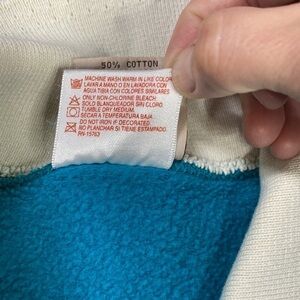 50% COTTON
MACHINE WASH WARM IN LIKE COLOR
LAVAR A MANO O EN LAVADORA CON
AGUA TIBIA CON COLORES SIMILARES
ONLY NON-CHLORINE BLEACH
SOLO BLANQUEADOR SIN CLORO
TUMBLE DRY MEDIUM
SECAR A TEMPERATURA BAJA
DO NOT IRON IF DECORATED
NO PLANCHAR SI TIENE ESTAMPADO
RN-15763